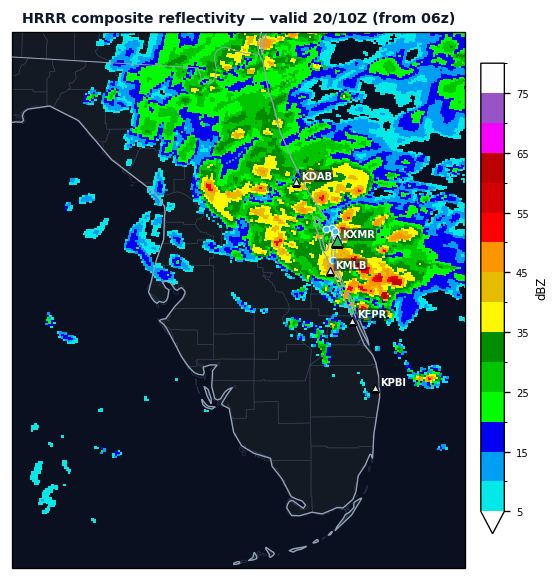 HRRR composite reflectivity — valid 20/10Z (from 06z)
KDAB
KXMR
KMLB
KFPR
KPBI
75
65
55
45
35
25
15
5
dBZ